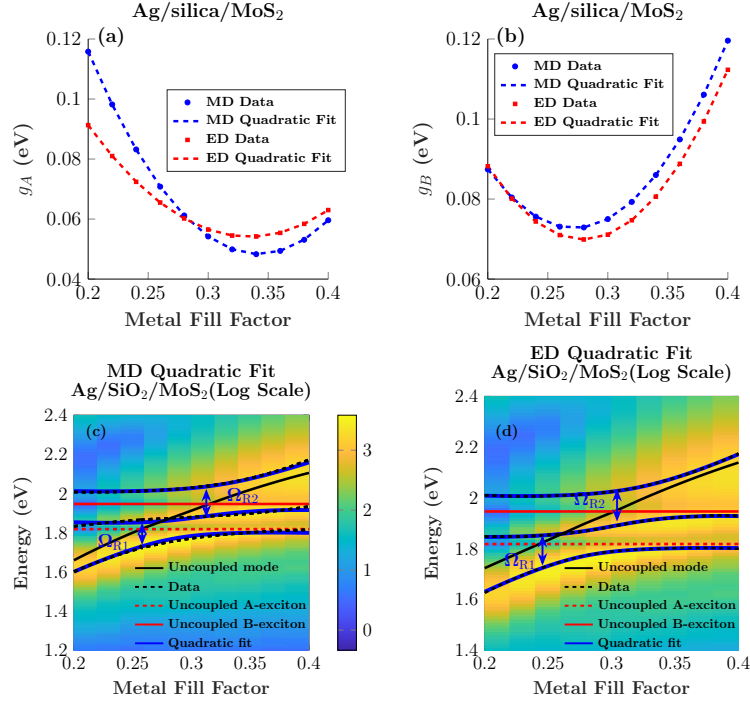 Ag/silica/MoS2
(a)
0.12
0.1
0.08
0.06
0.04
gA (eV)
MD Data
MD Quadratic Fit
ED Data
ED Quadratic Fit
0.2 0.25 0.3 0.35 0.4
Metal Fill Factor
Ag/silica/MoS2
(b)
0.12
0.1
0.08
0.06
gB (eV)
MD Data
MD Quadratic Fit
ED Data
ED Quadratic Fit
0.2 0.25 0.3 0.35 0.4
Metal Fill Factor
MD Quadratic Fit
Ag/SiO2/MoS2(Log Scale)
(c)
2.4
2.2
2
1.8
1.6
1.4
1.2
Energy (eV)
ΩR2
ΩR1
Uncoupled mode
Data
Uncoupled A-exciton
Uncoupled B-exciton
Quadratic fit
0.2 0.25 0.3 0.35 0.4
Metal Fill Factor
3
2
1
0
ED Quadratic Fit
Ag/SiO2/MoS2(Log Scale)
(d)
2.4
2.2
2
1.8
1.6
1.4
Energy (eV)
ΩR2
ΩR1
Uncoupled mode
Data
Uncoupled A-exciton
Uncoupled B-exciton
Quadratic fit
0.2 0.25 0.3 0.35 0.4
Metal Fill Factor